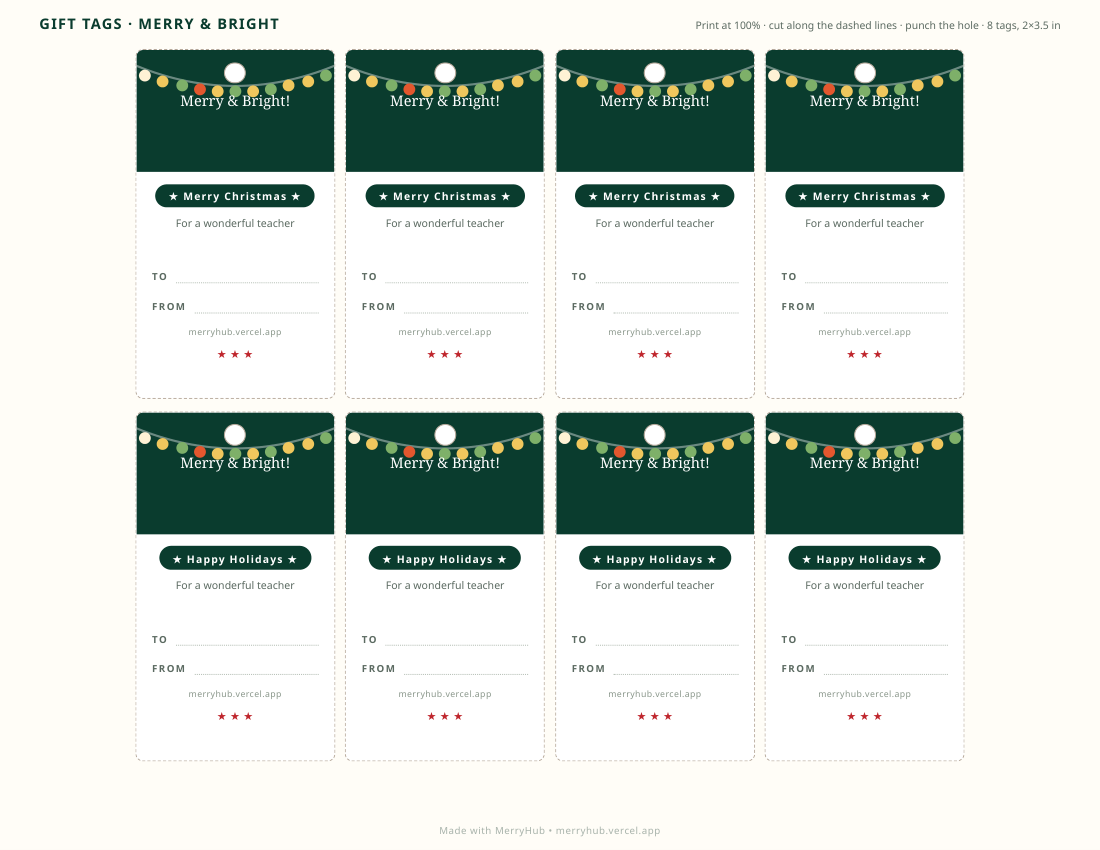 GIFT TAGS · MERRY & BRIGHT
Print at 100% · cut along the dashed lines · punch the hole · 8 tags, 2×3.5 in
Merry & Bright! Merry & Bright! Merry & Bright! Merry & Bright!
★ Merry Christmas ★ ★ Merry Christmas ★ ★ Merry Christmas ★ ★ Merry Christmas ★
For a wonderful teacher For a wonderful teacher For a wonderful teacher For a wonderful teacher
TO TO TO TO
FROM FROM FROM FROM
merryhub.vercel.app merryhub.vercel.app merryhub.vercel.app merryhub.vercel.app
★ ★ ★ ★ ★ ★ ★ ★ ★ ★ ★ ★
Merry & Bright! Merry & Bright! Merry & Bright! Merry & Bright!
★ Happy Holidays ★ ★ Happy Holidays ★ ★ Happy Holidays ★ ★ Happy Holidays ★
For a wonderful teacher For a wonderful teacher For a wonderful teacher For a wonderful teacher
TO TO TO TO
FROM FROM FROM FROM
merryhub.vercel.app merryhub.vercel.app merryhub.vercel.app merryhub.vercel.app
★ ★ ★ ★ ★ ★ ★ ★ ★ ★ ★ ★
Made with MerryHub • merryhub.vercel.app